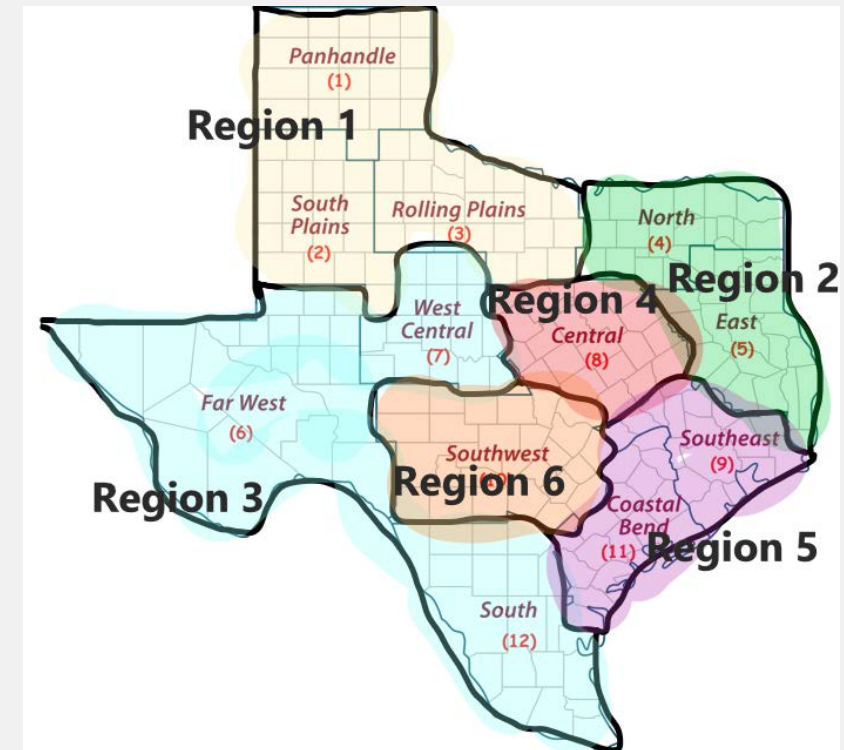 Panhandle
(1)
Region 1
South
Plains
(2)
Rolling Plains
(3)
North
(4)
Region 2
East
(5)
Region 4
Central
(8)
West
Central
(7)
Far West
(6)
Region 3
Southwest
Region 6
Southeast
(9)
Coastal
Bend
(11)
Region 5
South
(12)